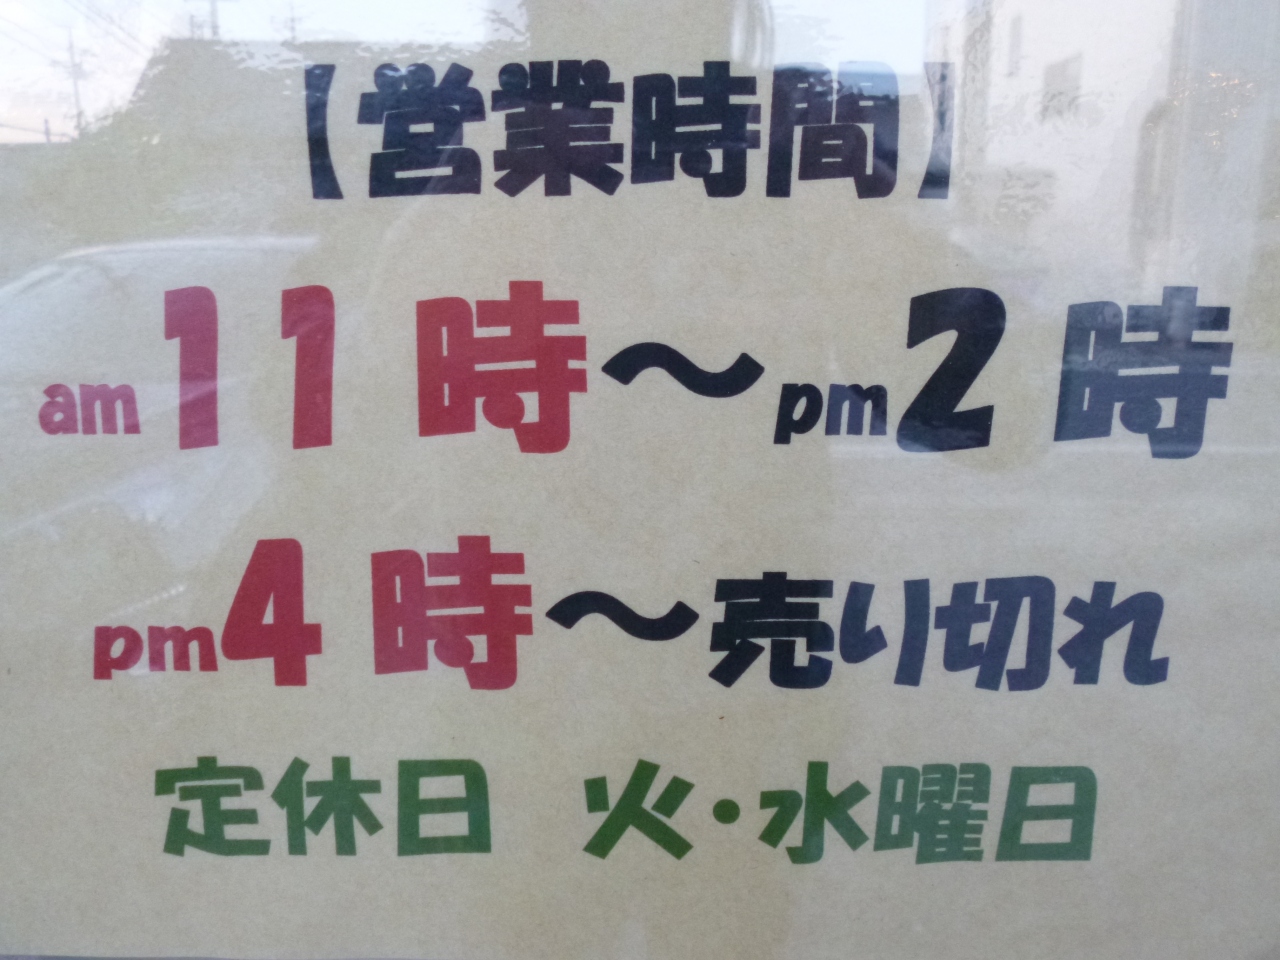 【営業時間】
am11時～pm2時
pm4時～売り切れ
定休日　火・水曜日